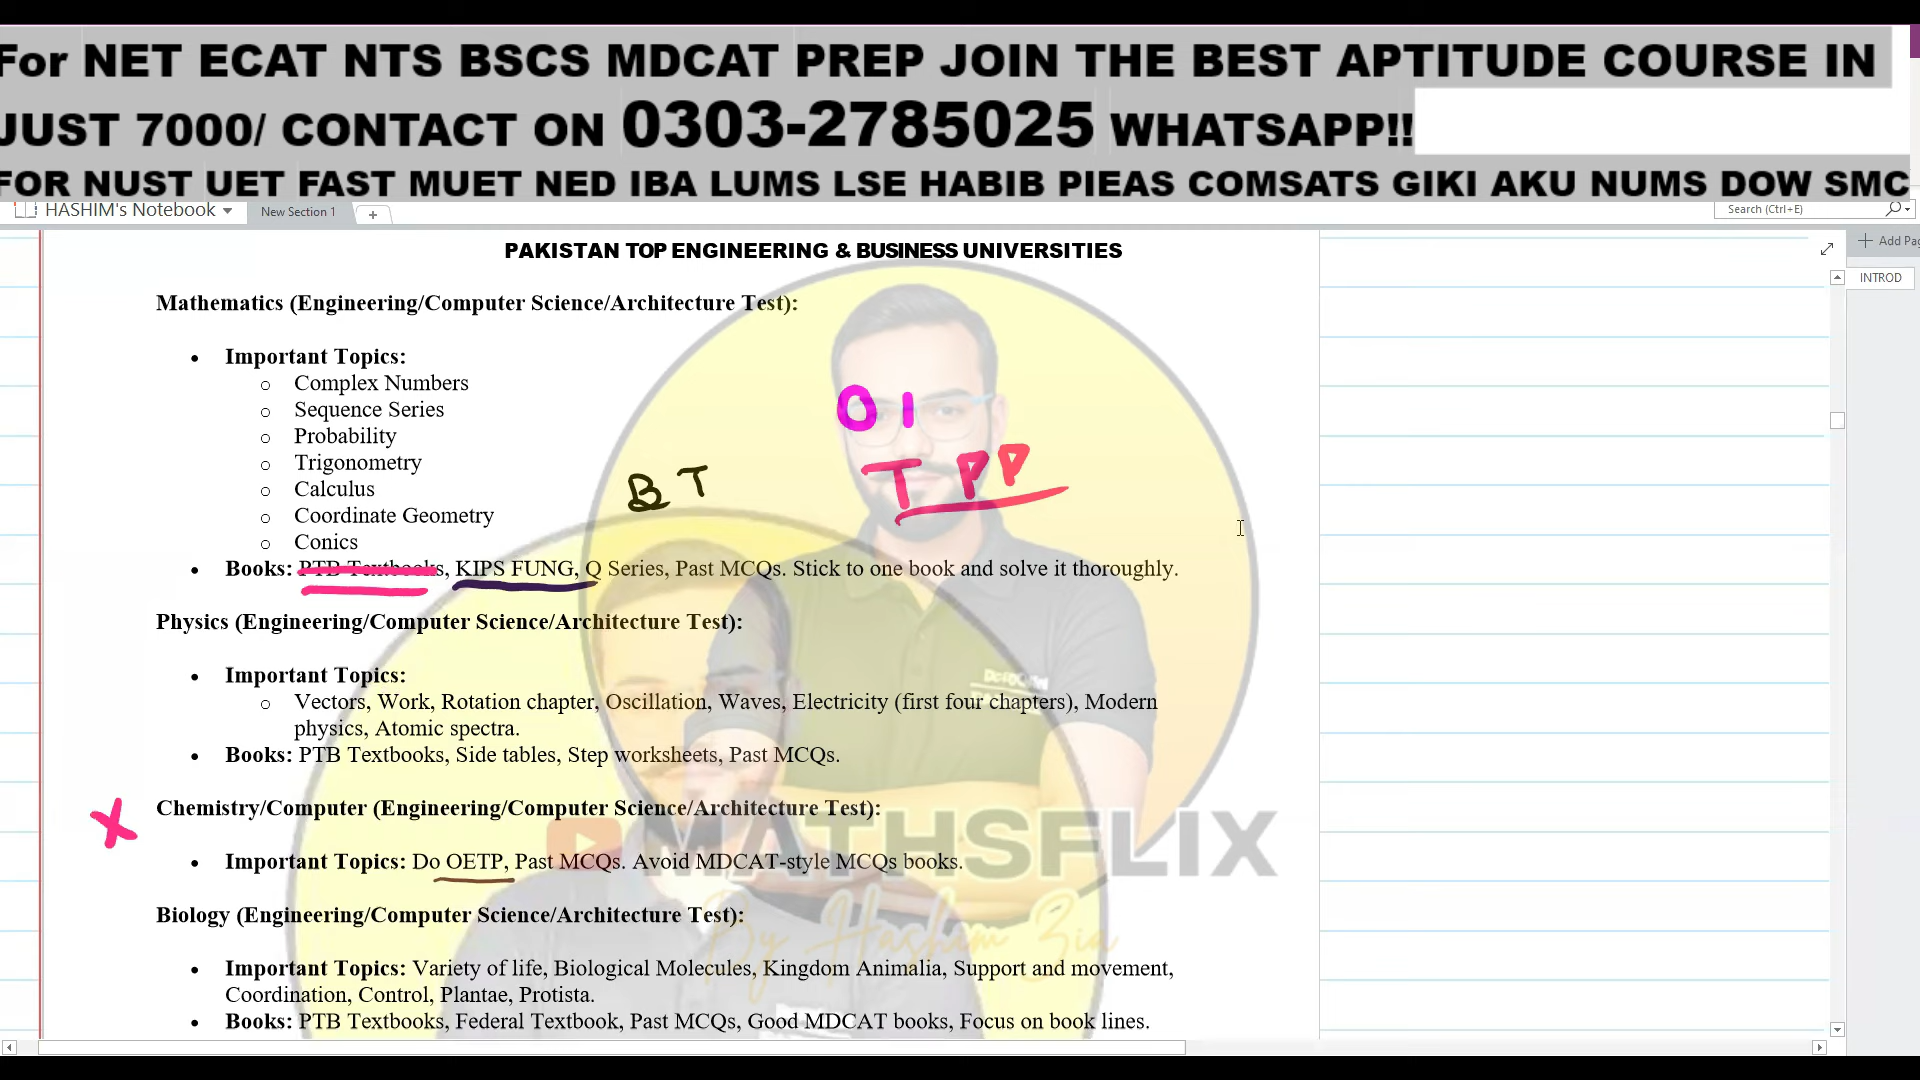 For NET ECAT NTS BSCS MDCAT PREP JOIN THE BEST APTITUDE COURSE IN
JUST 7000/ CONTACT ON 0303-2785025 WHATSAPP!!
FOR NUST UET FAST MUET NED IBA LUMS LSE HABIB PIEAS COMSATS GIKI AKU NUMS DOW SMC
HASHIM's Notebook New Section 1 + Search (Ctrl+E)
Add Pag
INTROD
PAKISTAN TOP ENGINEERING & BUSINESS UNIVERSITIES
Mathematics (Engineering/Computer Science/Architecture Test):
• Important Topics:
o Complex Numbers
o Sequence Series
o Probability
o Trigonometry
o Calculus
o Coordinate Geometry
o Conics
O I
T P P
B T
• Books: PTB Textbooks, KIPS FUNG, Q Series, Past MCQs. Stick to one book and solve it thoroughly.
Physics (Engineering/Computer Science/Architecture Test):
• Important Topics:
o Vectors, Work, Rotation chapter, Oscillation, Waves, Electricity (first four chapters), Modern
physics, Atomic spectra.
• Books: PTB Textbooks, Side tables, Step worksheets, Past MCQs.
X Chemistry/Computer (Engineering/Computer Science/Architecture Test):
MATHSFLIX
• Important Topics: Do OETP, Past MCQs. Avoid MDCAT-style MCQs books.
Biology (Engineering/Computer Science/Architecture Test):
By Hashim Zia
• Important Topics: Variety of life, Biological Molecules, Kingdom Animalia, Support and movement,
Coordination, Control, Plantae, Protista.
• Books: PTB Textbooks, Federal Textbook, Past MCQs, Good MDCAT books, Focus on book lines.